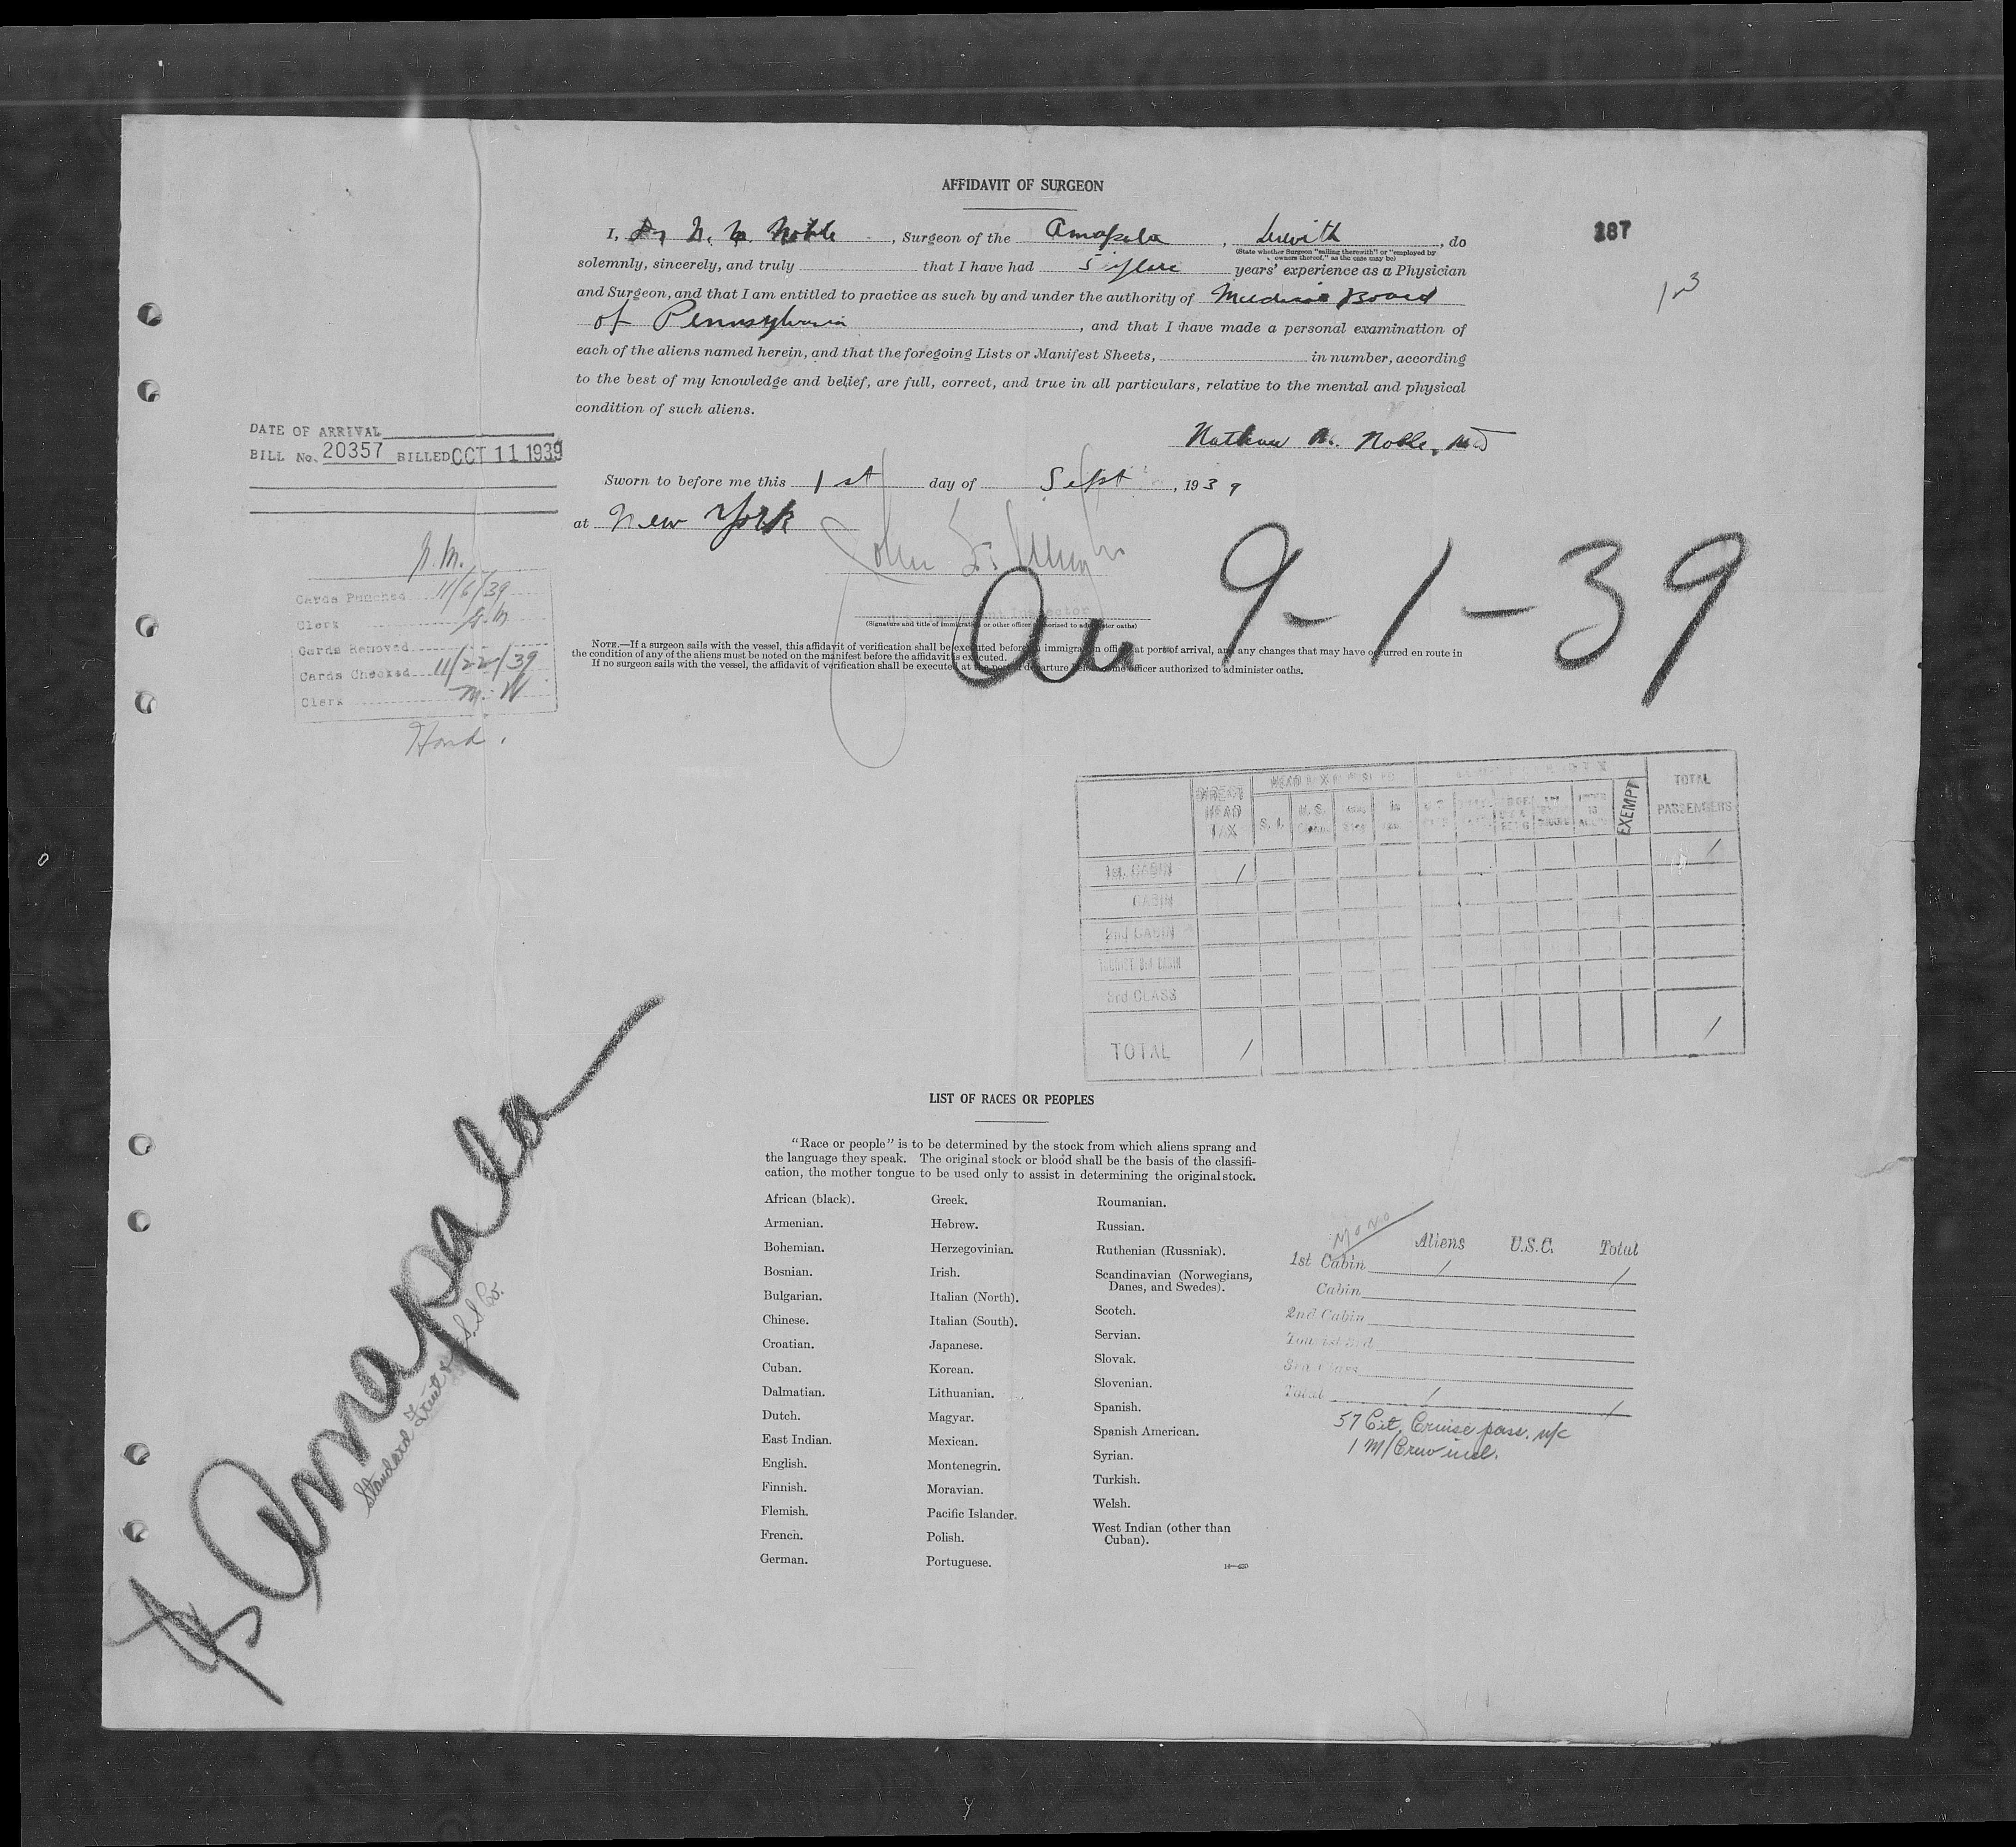 AFFIDAVIT OF SURGEON
187
I, Dr N. Noble, Surgeon of the Amapala, , do
(State whether Surgeon "sailing therewith" or "employed by
owners thereof," as the case may be)
solemnly, sincerely, and truly that I have had 5 years' experience as a Physician
and Surgeon, and that I am entitled to practice as such by and under the authority of Board
of Pennsylvania, and that I have made a personal examination of
each of the aliens named herein, and that the foregoing Lists or Manifest Sheets, in number, according
to the best of my knowledge and belief, are full, correct, and true in all particulars, relative to the mental and physical
condition of such aliens.
Noble, MD
DATE OF ARRIVAL
BILL No. 20357 BILLED OCT 11 1939
Sworn to before me this 1st day of Sept, 1939
at New York
John
Inspector
(Signature and title of immigration or other officer authorized to administer oaths)
Arr 9-1-39
NOTE.—If a surgeon sails with the vessel, this affidavit of verification shall be executed before an immigration officer at port of arrival, and any changes that may have occurred en route in
the condition of any of the aliens must be noted on the manifest before the affidavit is executed.
If no surgeon sails with the vessel, the affidavit of verification shall be executed at the port of departure before some officer authorized to administer oaths.
Cards Punched 11/6/39
Clerk
Cards Removed
Cards Checked 11/22/39
Clerk M. W
DIRECT HEAD TAX
S. I.
EXEMPT
TOTAL PASSENGERS
1st. CABIN 1 1
CABIN
2nd CABIN
TOURIST 3rd CABIN
3rd CLASS
TOTAL 1 1
SS Amapala
Standard Fruit & S.S. Co.
LIST OF RACES OR PEOPLES
"Race or people" is to be determined by the stock from which aliens sprang and
the language they speak. The original stock or blood shall be the basis of the classifi-
cation, the mother tongue to be used only to assist in determining the original stock.
African (black).
Armenian.
Bohemian.
Bosnian.
Bulgarian.
Chinese.
Croatian.
Cuban.
Dalmatian.
Dutch.
East Indian.
English.
Finnish.
Flemish.
French.
German.
Greek.
Hebrew.
Herzegovinian.
Irish.
Italian (North).
Italian (South).
Japanese.
Korean.
Lithuanian.
Magyar.
Mexican.
Montenegrin.
Moravian.
Pacific Islander.
Polish.
Portuguese.
Roumanian.
Russian.
Ruthenian (Russniak).
Scandinavian (Norwegians,
Danes, and Swedes).
Scotch.
Servian.
Slovak.
Slovenian.
Spanish.
Spanish American.
Syrian.
Turkish.
Welsh.
West Indian (other than
Cuban).
Aliens U.S.C. Total
1st Cabin 1 1
Cabin
2nd Cabin
Tourist 3rd
3rd Class
Total 1 1
57 Cit. Cruise pass. n/c
1 M/Crew incl.